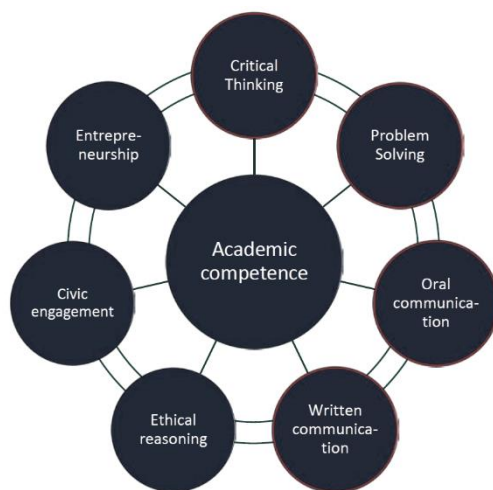 Critical
Thinking
Problem
Solving
Oral
communica-
tion
Written
communica-
tion
Ethical
reasoning
Civic
engagement
Entrepre-
neurship
Academic
competence